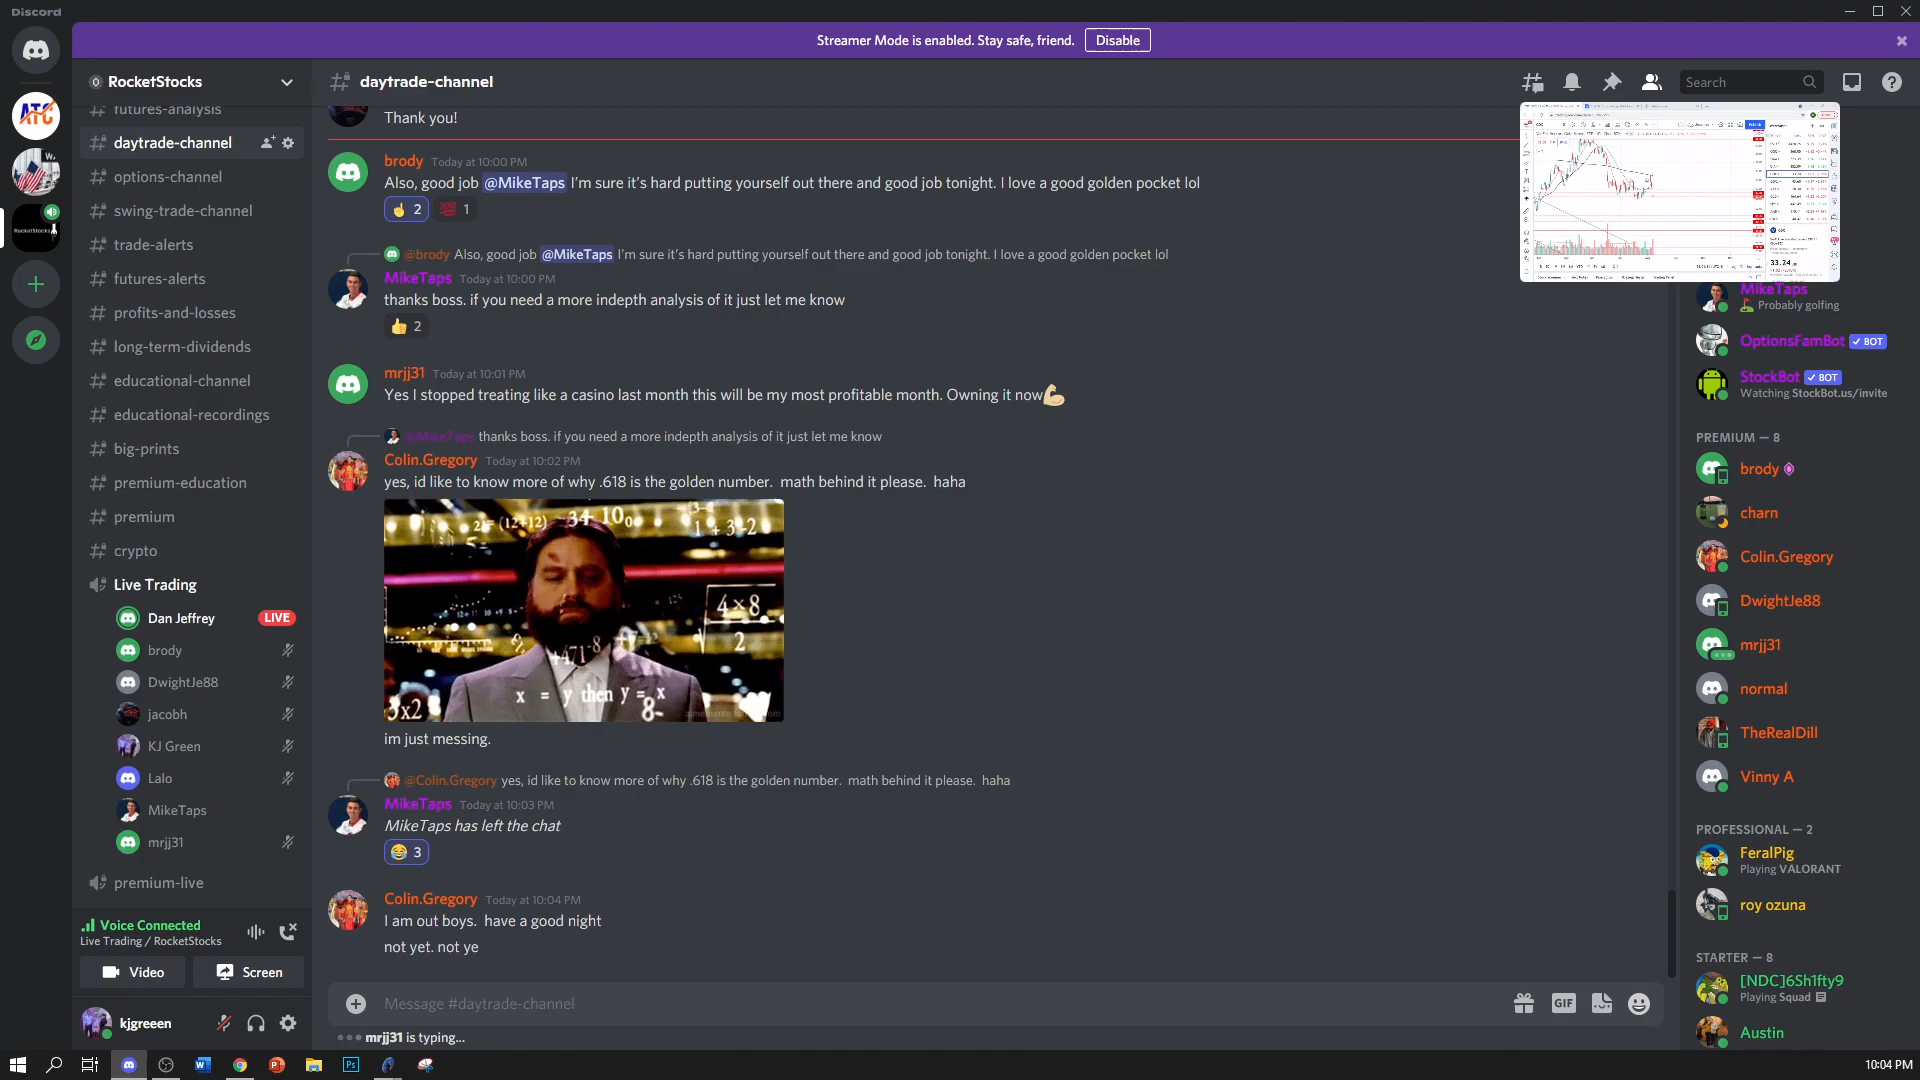 Discord
Streamer Mode is enabled. Stay safe, friend.
Disable
RocketStocks
daytrade-channel
Search
futures-analysis
daytrade-channel
options-channel
swing-trade-channel
trade-alerts
futures-alerts
profits-and-losses
long-term-dividends
educational-channel
educational-recordings
big-prints
premium-education
premium
crypto
Live Trading
Dan Jeffrey LIVE
brody
DwightJe88
jacobh
KJ Green
Lalo
MikeTaps
mrjj31
premium-live
Voice Connected
Live Trading / RocketStocks
Video
Screen
kjgreeen
Thank you!
brody Today at 10:00 PM
Also, good job @MikeTaps I'm sure it's hard putting yourself out there and good job tonight. I love a good golden pocket lol
2 1
@brody Also, good job @MikeTaps I'm sure it's hard putting yourself out there and good job tonight. I love a good golden pocket lol
MikeTaps Today at 10:00 PM
thanks boss. if you need a more indepth analysis of it just let me know
2
mrjj31 Today at 10:01 PM
Yes I stopped treating like a casino last month this will be my most profitable month. Owning it now
@MikeTaps thanks boss. if you need a more indepth analysis of it just let me know
Colin.Gregory Today at 10:02 PM
yes, id like to know more of why .618 is the golden number. math behind it please. haha
4×8
2
x = y then y = x
im just messing.
@Colin.Gregory yes, id like to know more of why .618 is the golden number. math behind it please. haha
MikeTaps Today at 10:03 PM
MikeTaps has left the chat
3
Colin.Gregory Today at 10:04 PM
I am out boys. have a good night
not yet. not ye
Message #daytrade-channel
GIF
mrjj31 is typing...
33.24
MikeTaps
Probably golfing
OptionsFamBot BOT
StockBot BOT
Watching StockBot.us/invite
PREMIUM — 8
brody
charn
Colin.Gregory
DwightJe88
mrjj31
normal
TheRealDill
Vinny A
PROFESSIONAL — 2
FeralPig
Playing VALORANT
roy ozuna
STARTER — 8
[NDC]6Sh1fty9
Playing Squad
Austin
10:04 PM